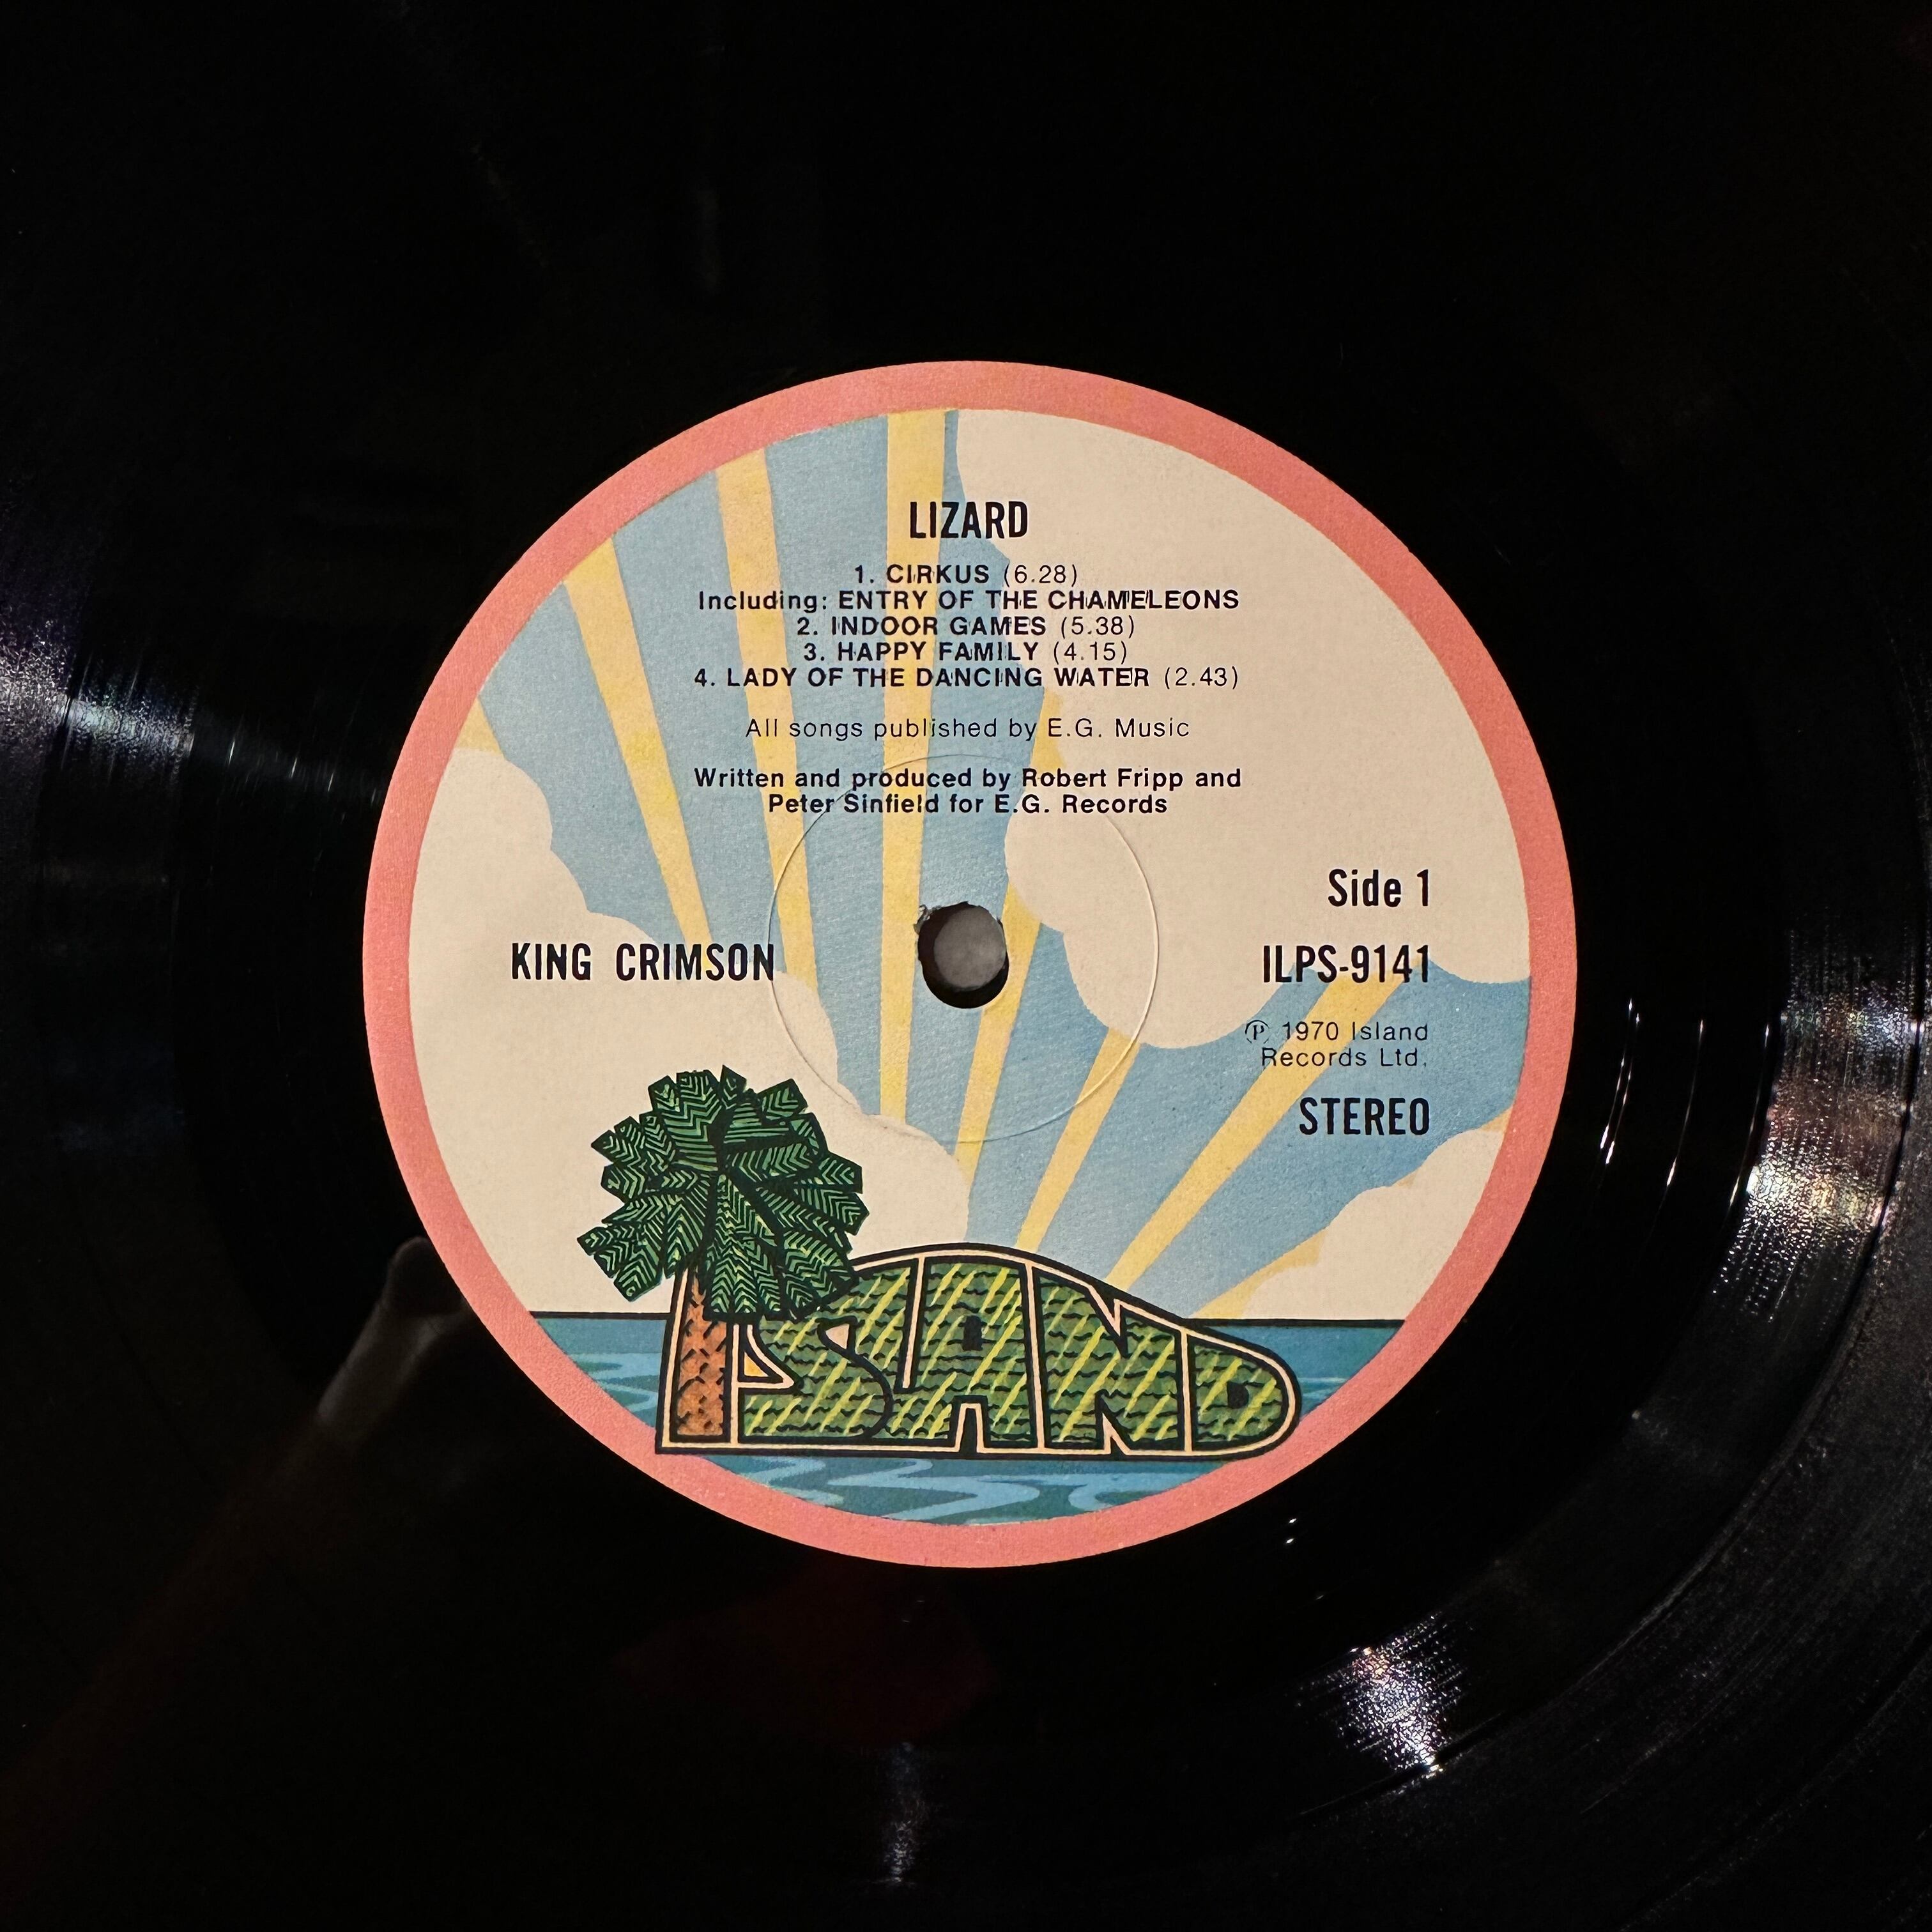 LIZARD
1. CIRKUS (6.28)
Including: ENTRY OF THE CHAMELEONS
2. INDOOR GAMES (5.38)
3. HAPPY FAMILY (4.15)
4. LADY OF THE DANCING WATER (2.43)
All songs published by E.G. Music
Written and produced by Robert Fripp and
Peter Sinfield for E.G. Records
Side 1
KING CRIMSON
ILPS-9141
℗ 1970 Island
Records Ltd.
STEREO
ISLAND